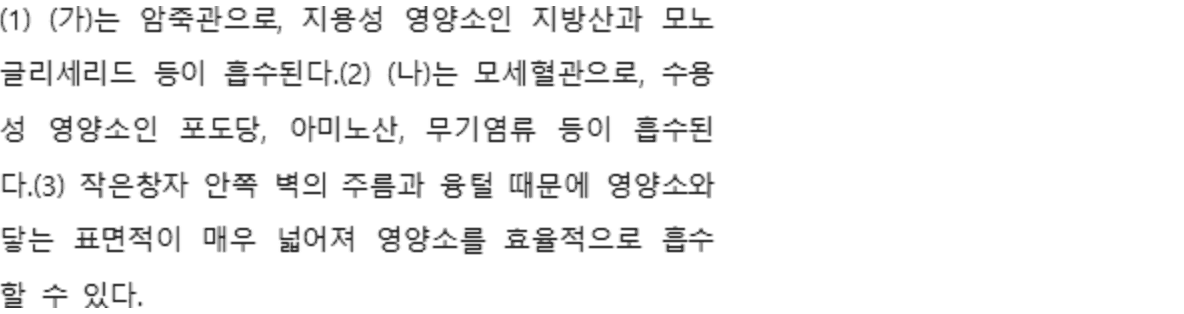 (1) (가)는 암죽관으로, 지용성 영양소인 지방산과 모노
글리세리드 등이 흡수된다.(2) (나)는 모세혈관으로, 수용
성 영양소인 포도당, 아미노산, 무기염류 등이 흡수된
다.(3) 작은창자 안쪽 벽의 주름과 융털 때문에 영양소와
닿는 표면적이 매우 넓어져 영양소를 효율적으로 흡수
할 수 있다.